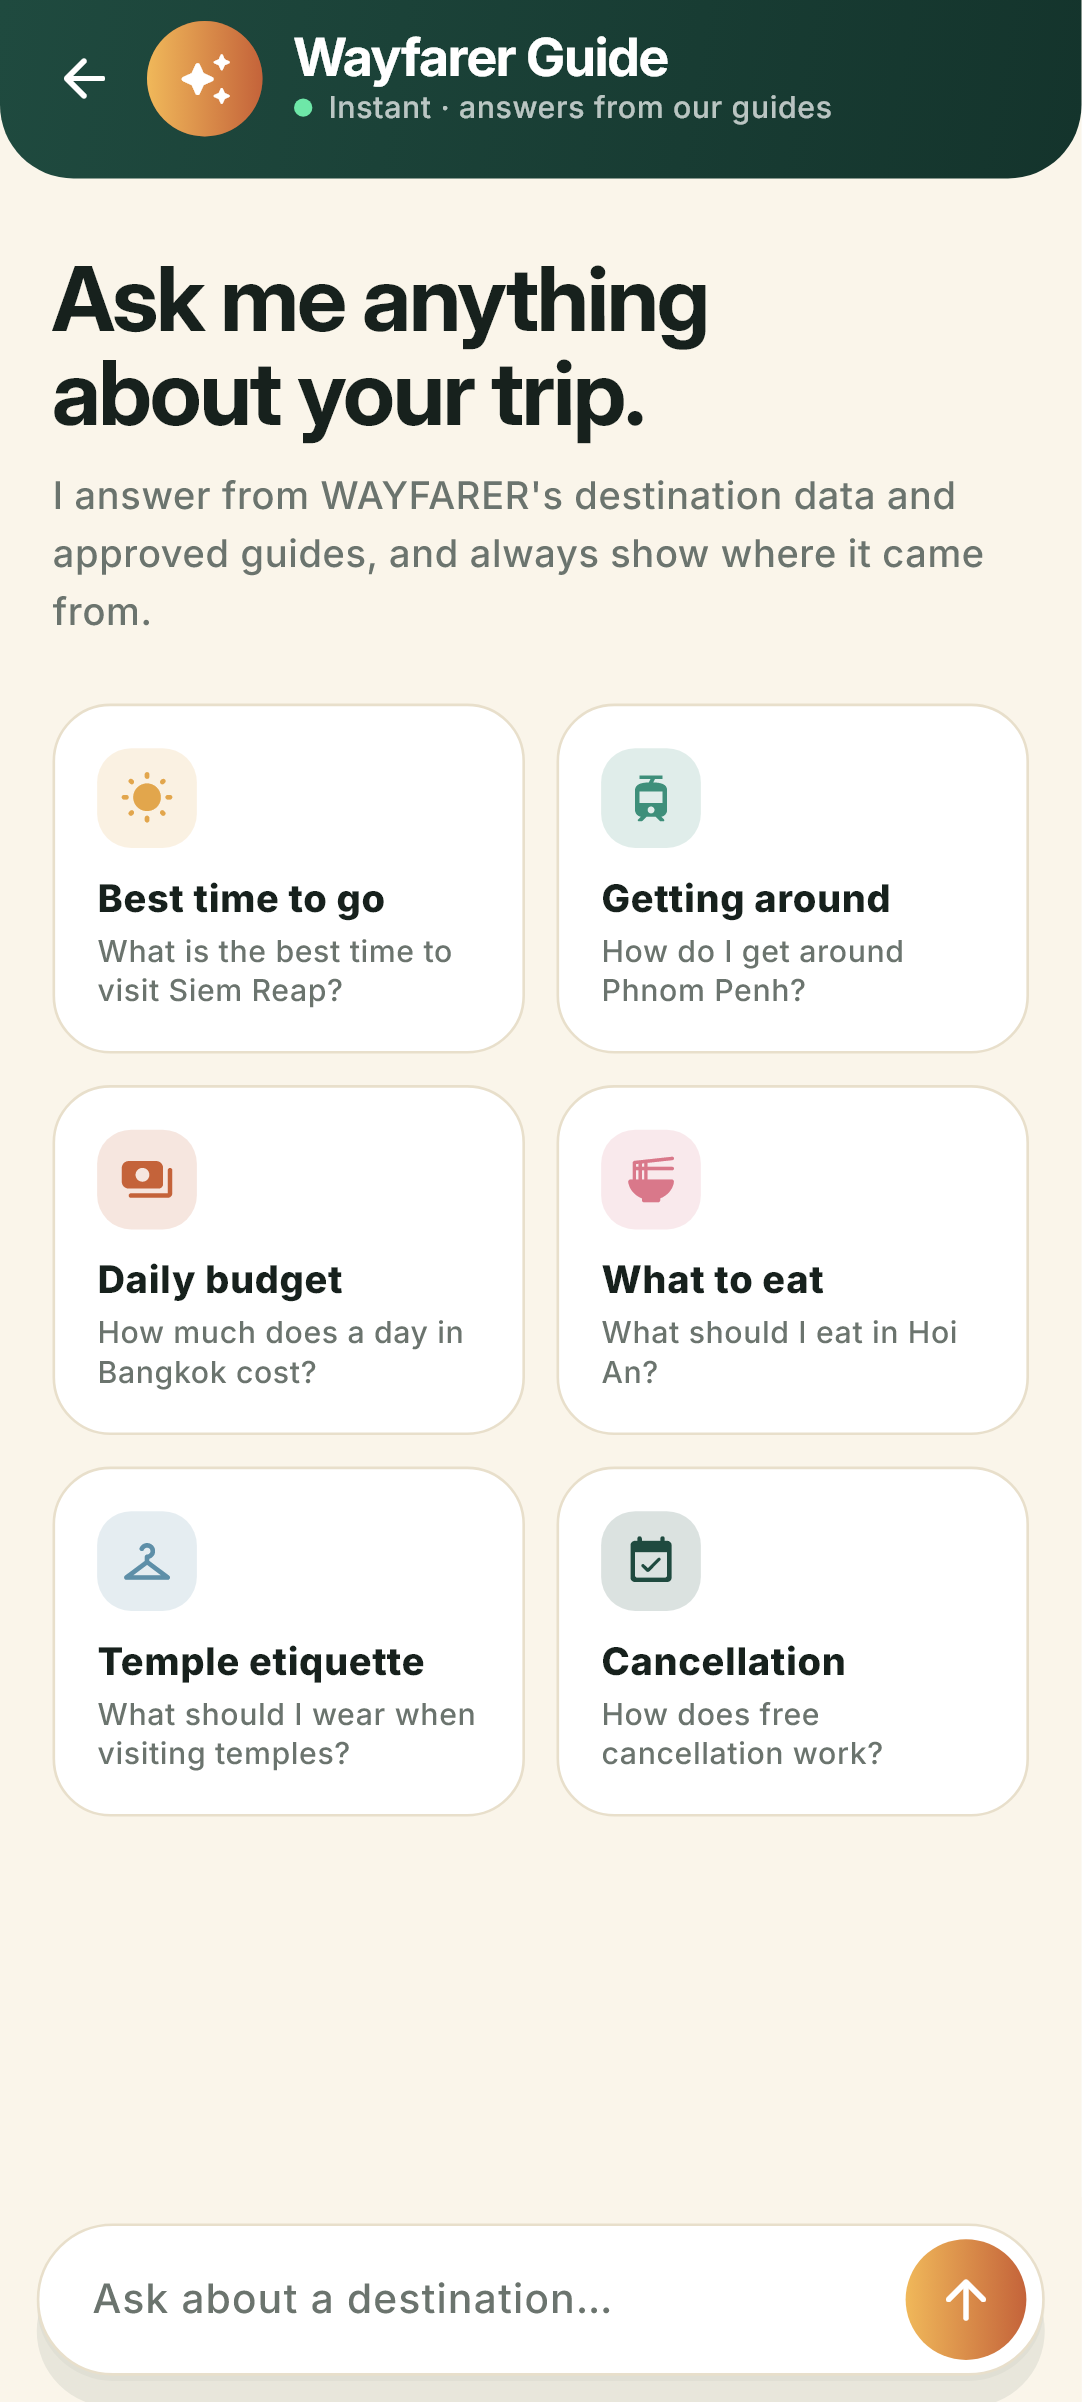 Wayfarer Guide
Instant · answers from our guides
Ask me anything
about your trip.
I answer from WAYFARER's destination data and
approved guides, and always show where it came
from.
Best time to go
What is the best time to
visit Siem Reap?
Getting around
How do I get around
Phnom Penh?
Daily budget
How much does a day in
Bangkok cost?
What to eat
What should I eat in Hoi
An?
Temple etiquette
What should I wear when
visiting temples?
Cancellation
How does free
cancellation work?
Ask about a destination...